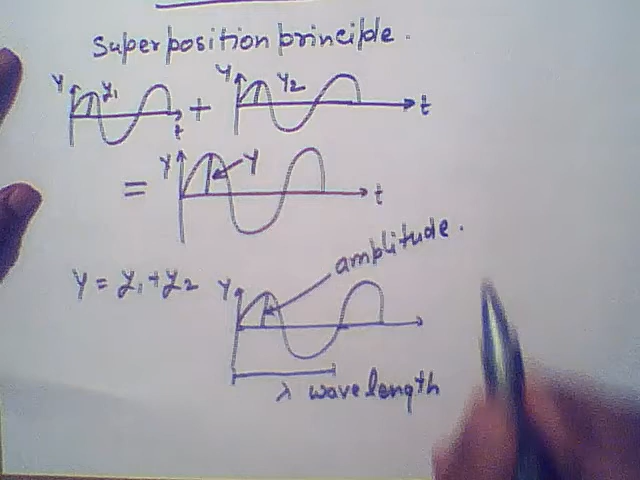 Superposition principle.
y y1 t + y y2 t
= y y t
y = y1 + y2 y amplitude.
λ wavelength